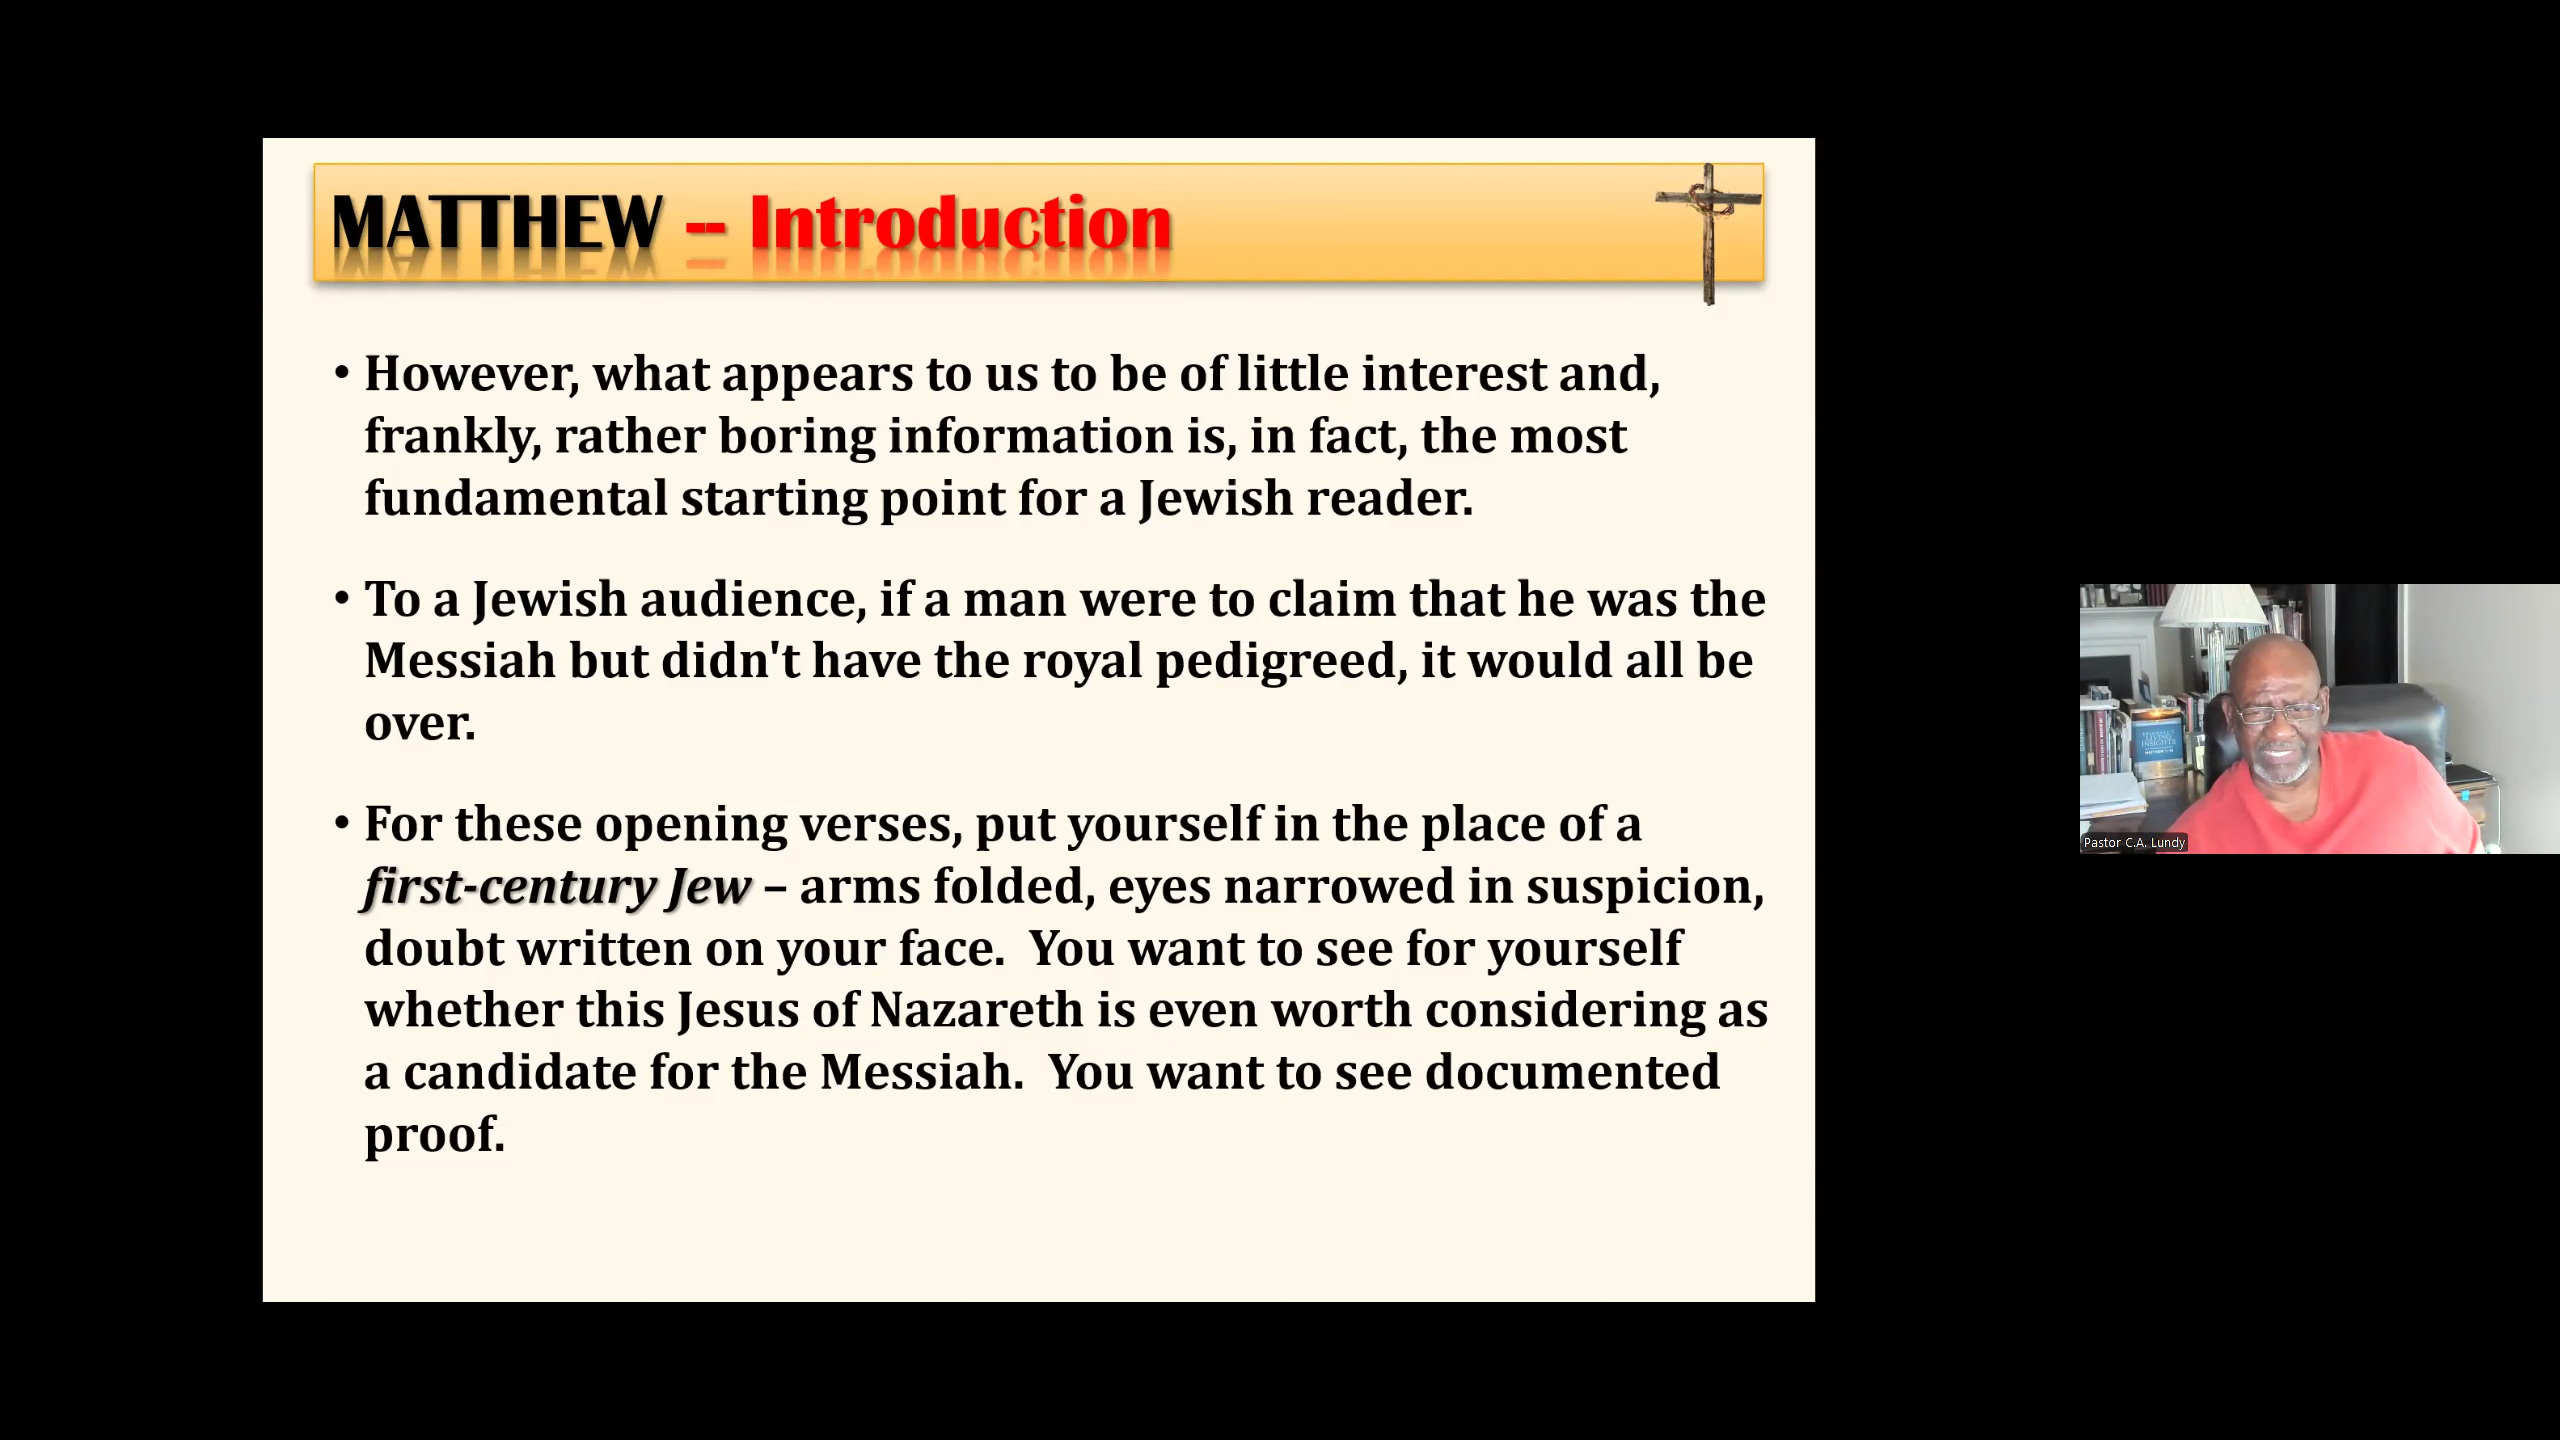 MATTHEW -- Introduction
• However, what appears to us to be of little interest and,
frankly, rather boring information is, in fact, the most
fundamental starting point for a Jewish reader.
• To a Jewish audience, if a man were to claim that he was the
Messiah but didn't have the royal pedigreed, it would all be
over.
• For these opening verses, put yourself in the place of a
first-century Jew – arms folded, eyes narrowed in suspicion,
doubt written on your face.  You want to see for yourself
whether this Jesus of Nazareth is even worth considering as
a candidate for the Messiah.  You want to see documented
proof.
LIVING
INSIGHTS
Pastor C.A. Lundy